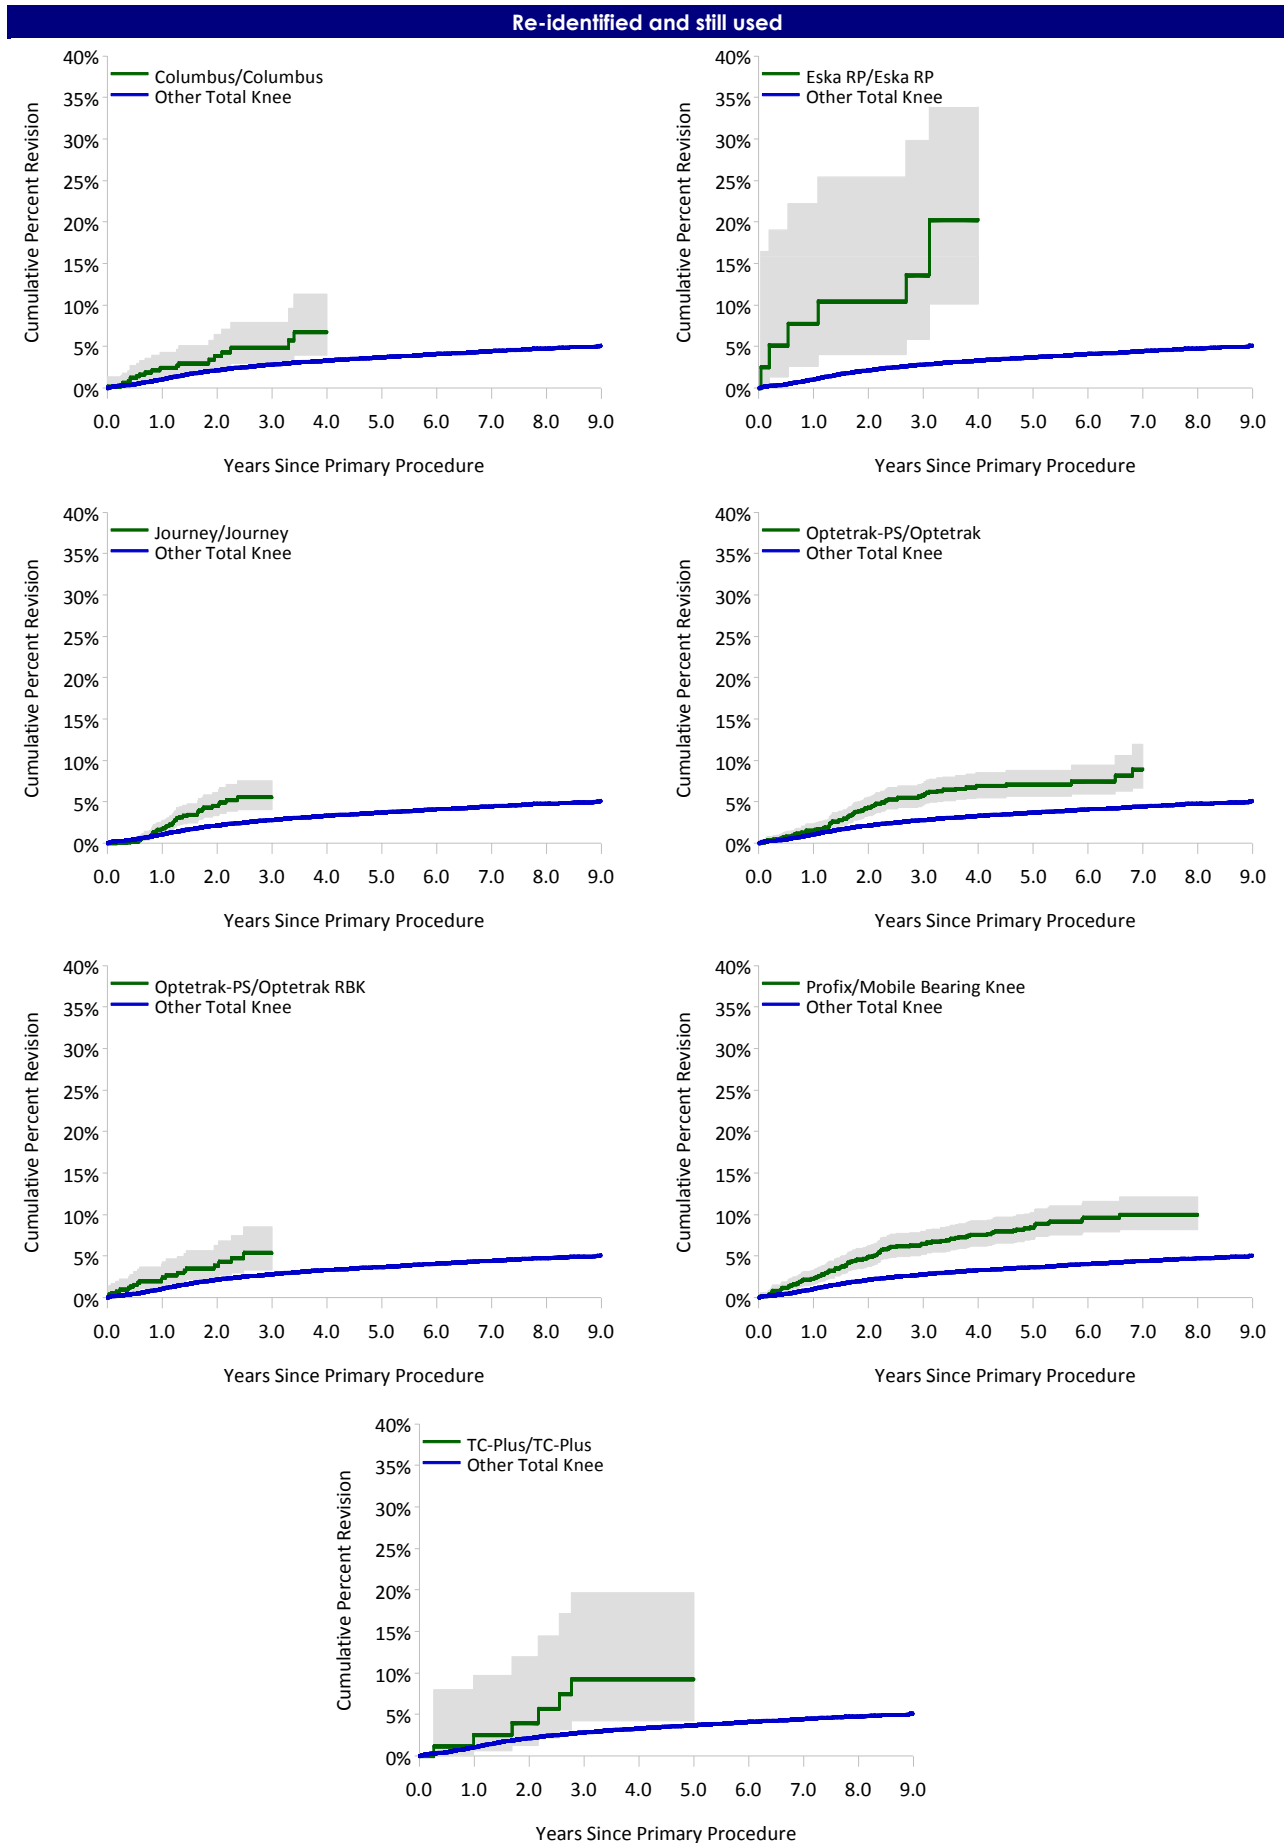 Re-identified and still used
40%
35%
30%
25%
20%
15%
10%
5%
0%
Cumulative Percent Revision
Columbus/Columbus
Other Total Knee
0.0 1.0 2.0 3.0 4.0 5.0 6.0 7.0 8.0 9.0
Years Since Primary Procedure
40%
35%
30%
25%
20%
15%
10%
5%
0%
Cumulative Percent Revision
Eska RP/Eska RP
Other Total Knee
0.0 1.0 2.0 3.0 4.0 5.0 6.0 7.0 8.0 9.0
Years Since Primary Procedure
40%
35%
30%
25%
20%
15%
10%
5%
0%
Cumulative Percent Revision
Journey/Journey
Other Total Knee
0.0 1.0 2.0 3.0 4.0 5.0 6.0 7.0 8.0 9.0
Years Since Primary Procedure
40%
35%
30%
25%
20%
15%
10%
5%
0%
Cumulative Percent Revision
Optetrak-PS/Optetrak
Other Total Knee
0.0 1.0 2.0 3.0 4.0 5.0 6.0 7.0 8.0 9.0
Years Since Primary Procedure
40%
35%
30%
25%
20%
15%
10%
5%
0%
Cumulative Percent Revision
Optetrak-PS/Optetrak RBK
Other Total Knee
0.0 1.0 2.0 3.0 4.0 5.0 6.0 7.0 8.0 9.0
Years Since Primary Procedure
40%
35%
30%
25%
20%
15%
10%
5%
0%
Cumulative Percent Revision
Profix/Mobile Bearing Knee
Other Total Knee
0.0 1.0 2.0 3.0 4.0 5.0 6.0 7.0 8.0 9.0
Years Since Primary Procedure
40%
35%
30%
25%
20%
15%
10%
5%
0%
Cumulative Percent Revision
TC-Plus/TC-Plus
Other Total Knee
0.0 1.0 2.0 3.0 4.0 5.0 6.0 7.0 8.0 9.0
Years Since Primary Procedure